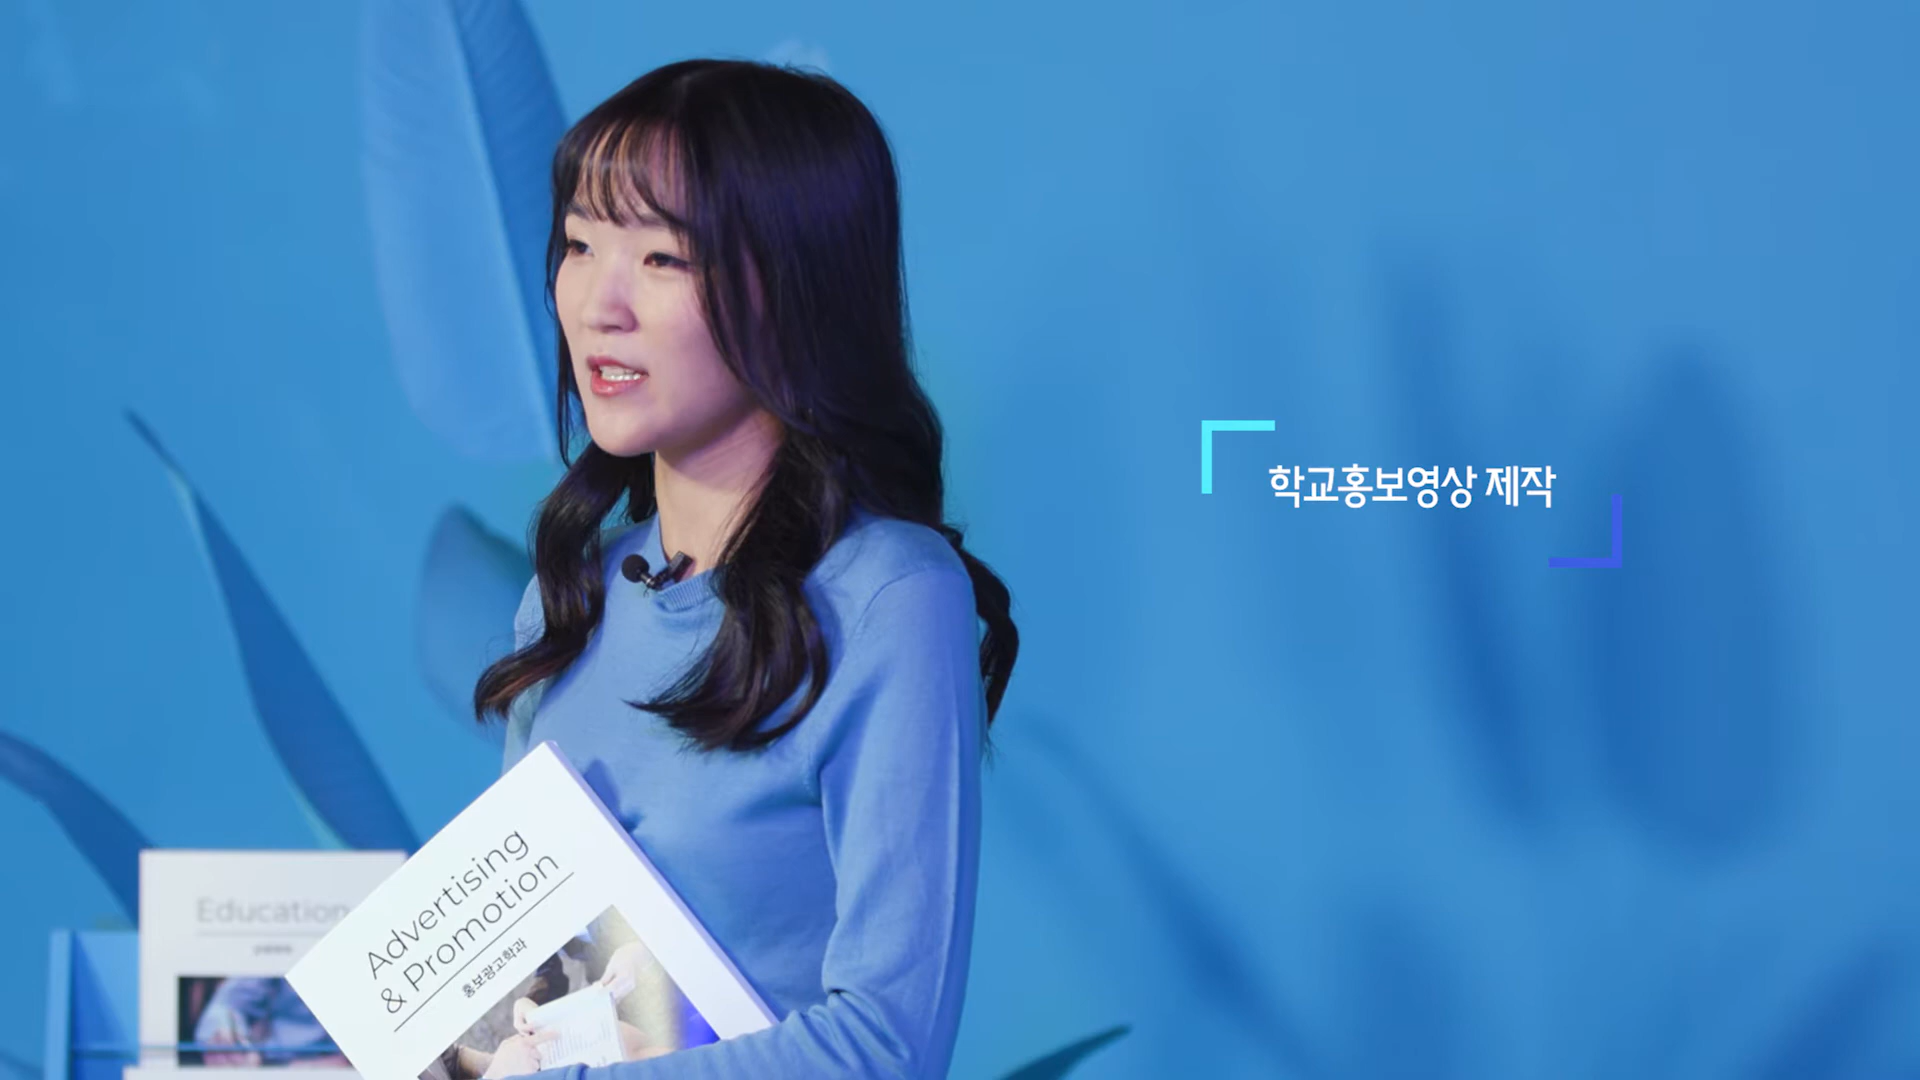 학교홍보영상 제작
Advertising
& Promotion
홍보광고학과
Education